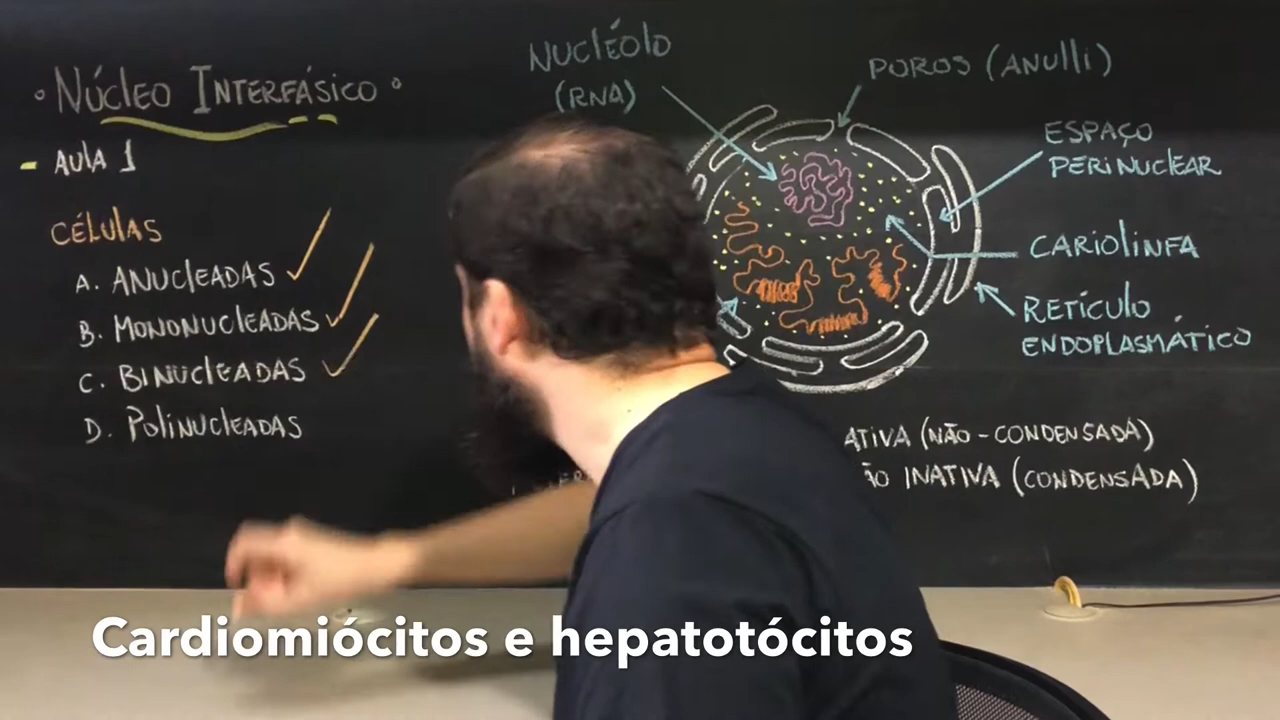 • Núcleo Interfásico •
- AULA 1
CÉLULAS
A. ANUCLEADAS
B. MONONUCLEADAS
C. BINUCLEADAS
D. POLINUCLEADAS
NUCLÉOLO
(RNA)
POROS (ANULLI)
ESPAÇO
PERINUCLEAR
CARIOLINFA
RETÍCULO
ENDOPLASMÁTICO
ATIVA (NÃO-CONDENSADA)
INATIVA (CONDENSADA)
Cardiomiócitos e hepatotócitos